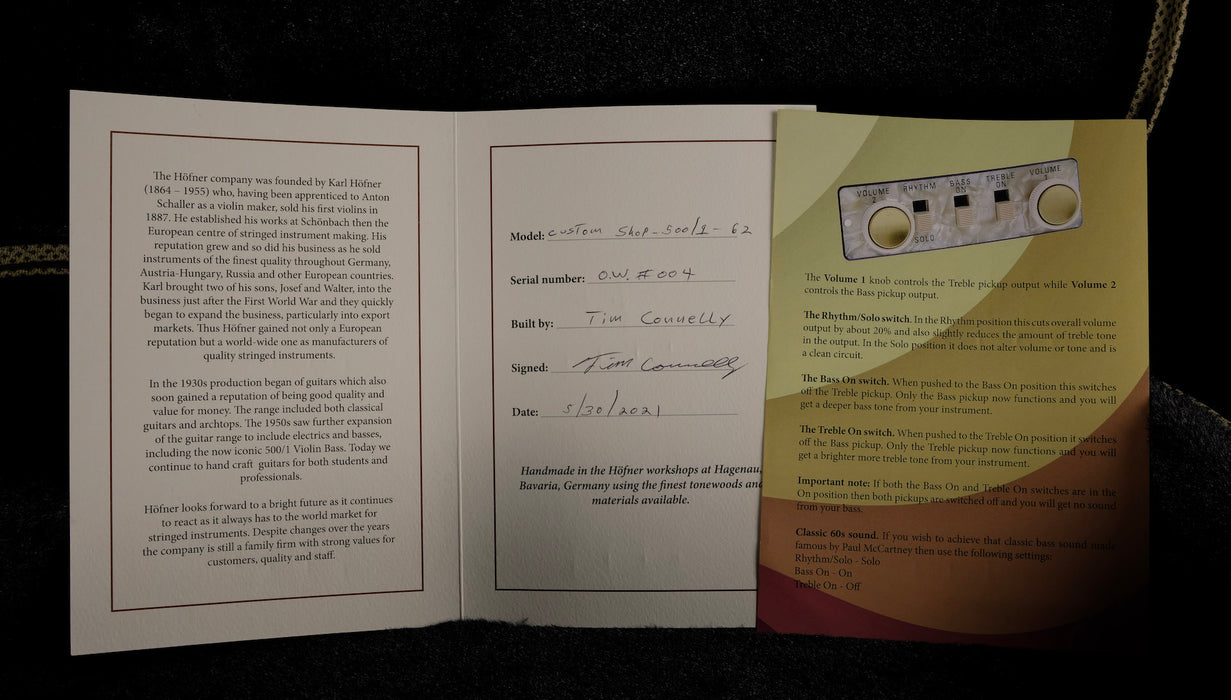 The Höfner company was founded by Karl Höfner
(1864 – 1955) who, having been apprenticed to Anton
Schaller as a violin maker, sold his first violins in
1887. He established his works at Schönbach then the
European centre of stringed instrument making. His
reputation grew and so did his business as he sold
instruments of the finest quality throughout Germany,
Austria-Hungary, Russia and other European countries.
Karl brought two of his sons, Josef and Walter, into the
business just after the First World War and they quickly
began to expand the business, particularly into export
markets. Thus Höfner gained not only a European
reputation but a world-wide one as manufacturers of
quality stringed instruments.
In the 1930s production began of guitars which also
soon gained a reputation of being good quality and
value for money. The range included both classical
guitars and archtops. The 1950s saw further expansion
of the guitar range to include electrics and basses,
including the now iconic 500/1 Violin Bass. Today we
continue to hand craft guitars for both students and
professionals.
Höfner looks forward to a bright future as it continues
to react as it always has to the world market for
stringed instruments. Despite changes over the years
the company is still a family firm with strong values for
customers, quality and staff.
Model: Custom Shop - 500/1 - 62
Serial number: O.W. # 004
Built by: Tim Connelly
Signed: Tim Connelly
Date: 5/30/2021
Handmade in the Höfner workshops at Hagenau,
Bavaria, Germany using the finest tonewoods and
materials available.
VOLUME 2 RHYTHM BASS ON TREBLE ON VOLUME 1
SOLO
The Volume 1 knob controls the Treble pickup output while Volume 2
controls the Bass pickup output.
The Rhythm/Solo switch. In the Rhythm position this cuts overall volume
output by about 20% and also slightly reduces the amount of treble tone
in the output. In the Solo position it does not alter volume or tone and is
a clean circuit.
The Bass On switch. When pushed to the Bass On position this switches
off the Treble pickup. Only the Bass pickup now functions and you will
get a deeper bass tone from your instrument.
The Treble On switch. When pushed to the Treble On position it switches
off the Bass pickup. Only the Treble pickup now functions and you will
get a brighter more treble tone from your instrument.
Important note: If both the Bass On and Treble On switches are in the
On position then both pickups are switched off and you will get no sound
from your bass.
Classic 60s sound. If you wish to achieve that classic bass sound made
famous by Paul McCartney then use the following settings:
Rhythm/Solo - Solo
Bass On - On
Treble On - Off